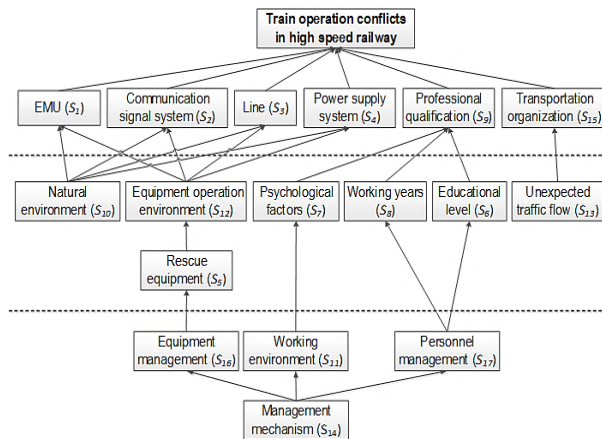 Train operation conflicts
in high speed railway
EMU (S1)
Communication
signal system (S2)
Line (S3)
Power supply
system (S4)
Professional
qualification (S9)
Transportation
organization (S15)
Natural
environment (S10)
Equipment operation
environment (S12)
Psychological
factors (S7)
Working years
(S8)
Educational
level (S6)
Unexpected
traffic flow (S13)
Rescue
equipment (S5)
Equipment
management (S16)
Working
environment (S11)
Personnel
management (S17)
Management
mechanism (S14)